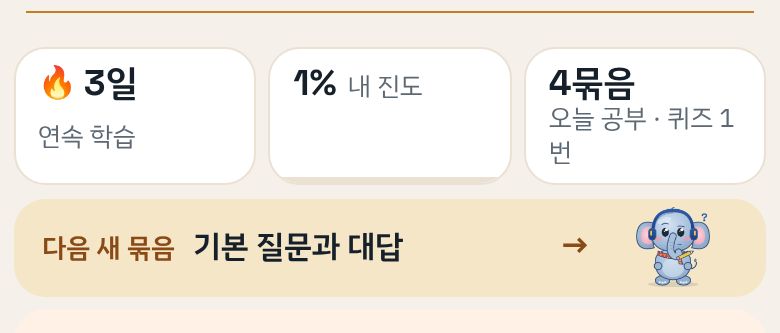 🔥 3일
연속 학습
1% 내 진도
4묶음
오늘 공부 · 퀴즈 1
번
다음 새 묶음 기본 질문과 대답 →
?